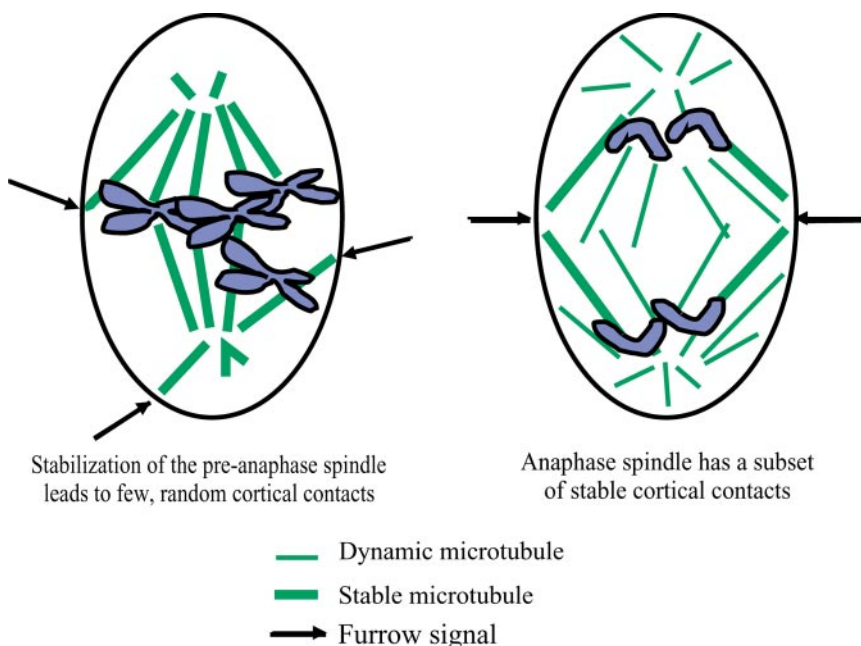 Stabilization of the pre-anaphase spindle
leads to few, random cortical contacts
Anaphase spindle has a subset
of stable cortical contacts
Dynamic microtubule
Stable microtubule
Furrow signal